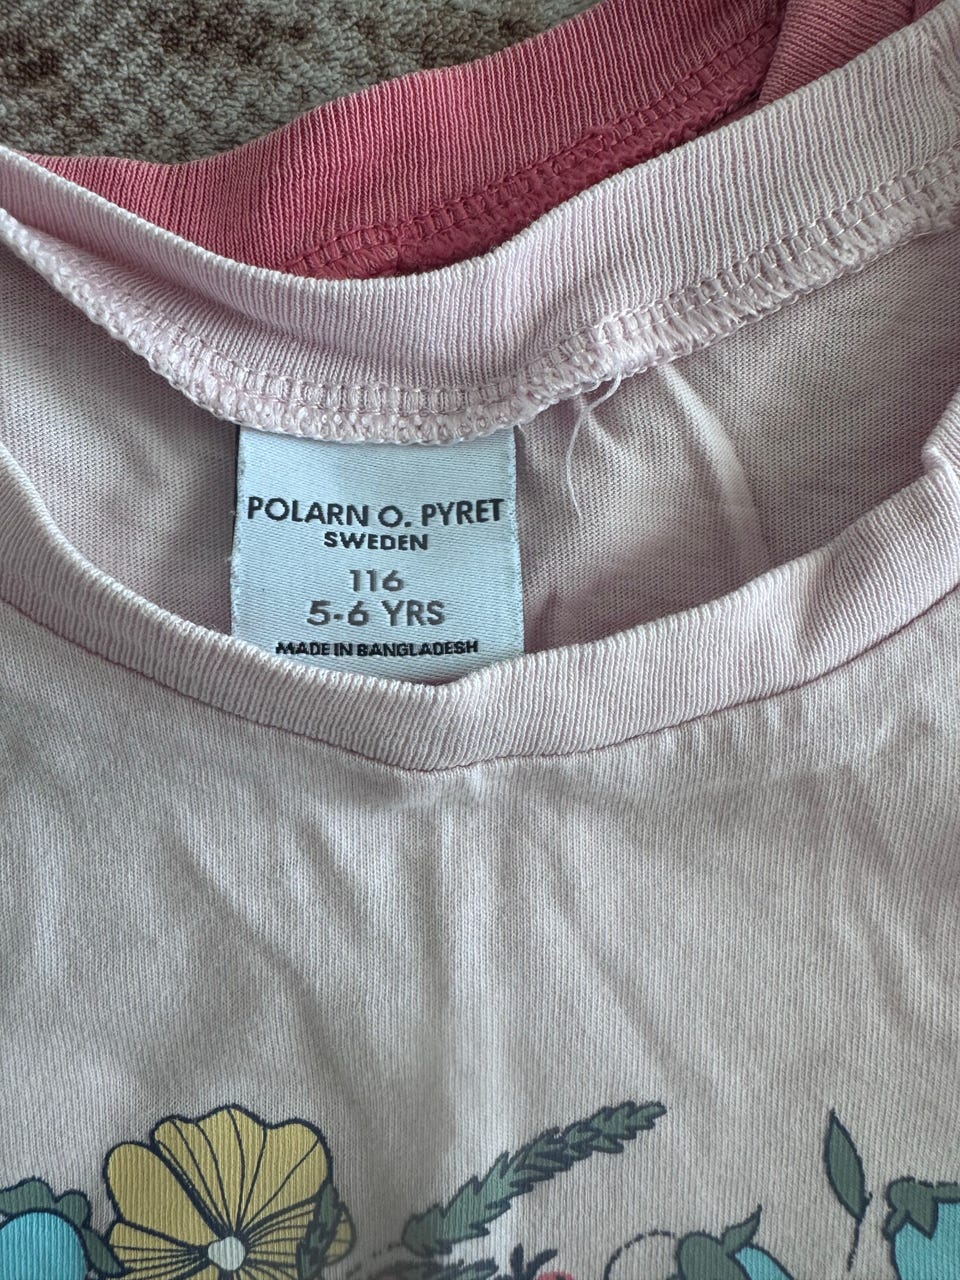 POLARN O. PYRET
SWEDEN
116
5-6 YRS
MADE IN BANGLADESH